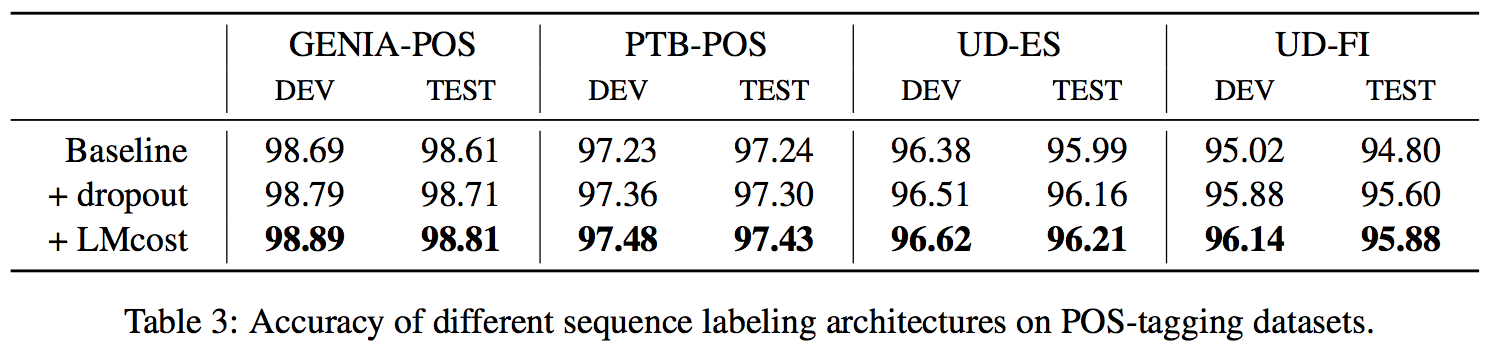 GENIA-POS PTB-POS UD-ES UD-FI
DEV TEST DEV TEST DEV TEST DEV TEST
Baseline 98.69 98.61 97.23 97.24 96.38 95.99 95.02 94.80
+ dropout 98.79 98.71 97.36 97.30 96.51 96.16 95.88 95.60
+ LMcost 98.89 98.81 97.48 97.43 96.62 96.21 96.14 95.88
Table 3: Accuracy of different sequence labeling architectures on POS-tagging datasets.